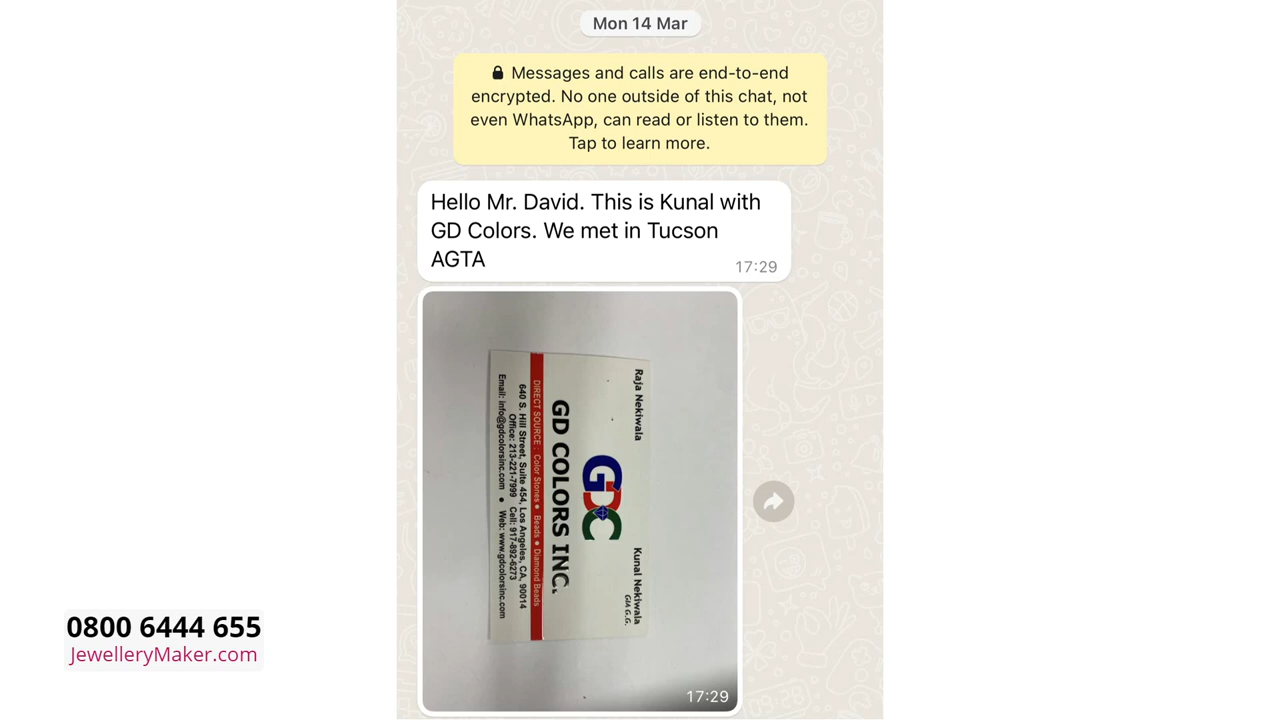 Mon 14 Mar
Messages and calls are end-to-end
encrypted. No one outside of this chat, not
even WhatsApp, can read or listen to them.
Tap to learn more.
Hello Mr. David. This is Kunal with
GD Colors. We met in Tucson
AGTA
17:29
Raja Nekiwala
Kunal Nekiwala
GIA G.G.
GDC
GD COLORS INC.
DIRECT SOURCE : Color Stones • Beads • Diamond Beads
640 S. Hill Street, Suite 454, Los Angeles, CA, 90014
Office: 213-221-7999 Cell: 917-892-6273
Email: info@gdcolorsinc.com • Web: www.gdcolorsinc.com
17:29
0800 6444 655
JewelleryMaker.com